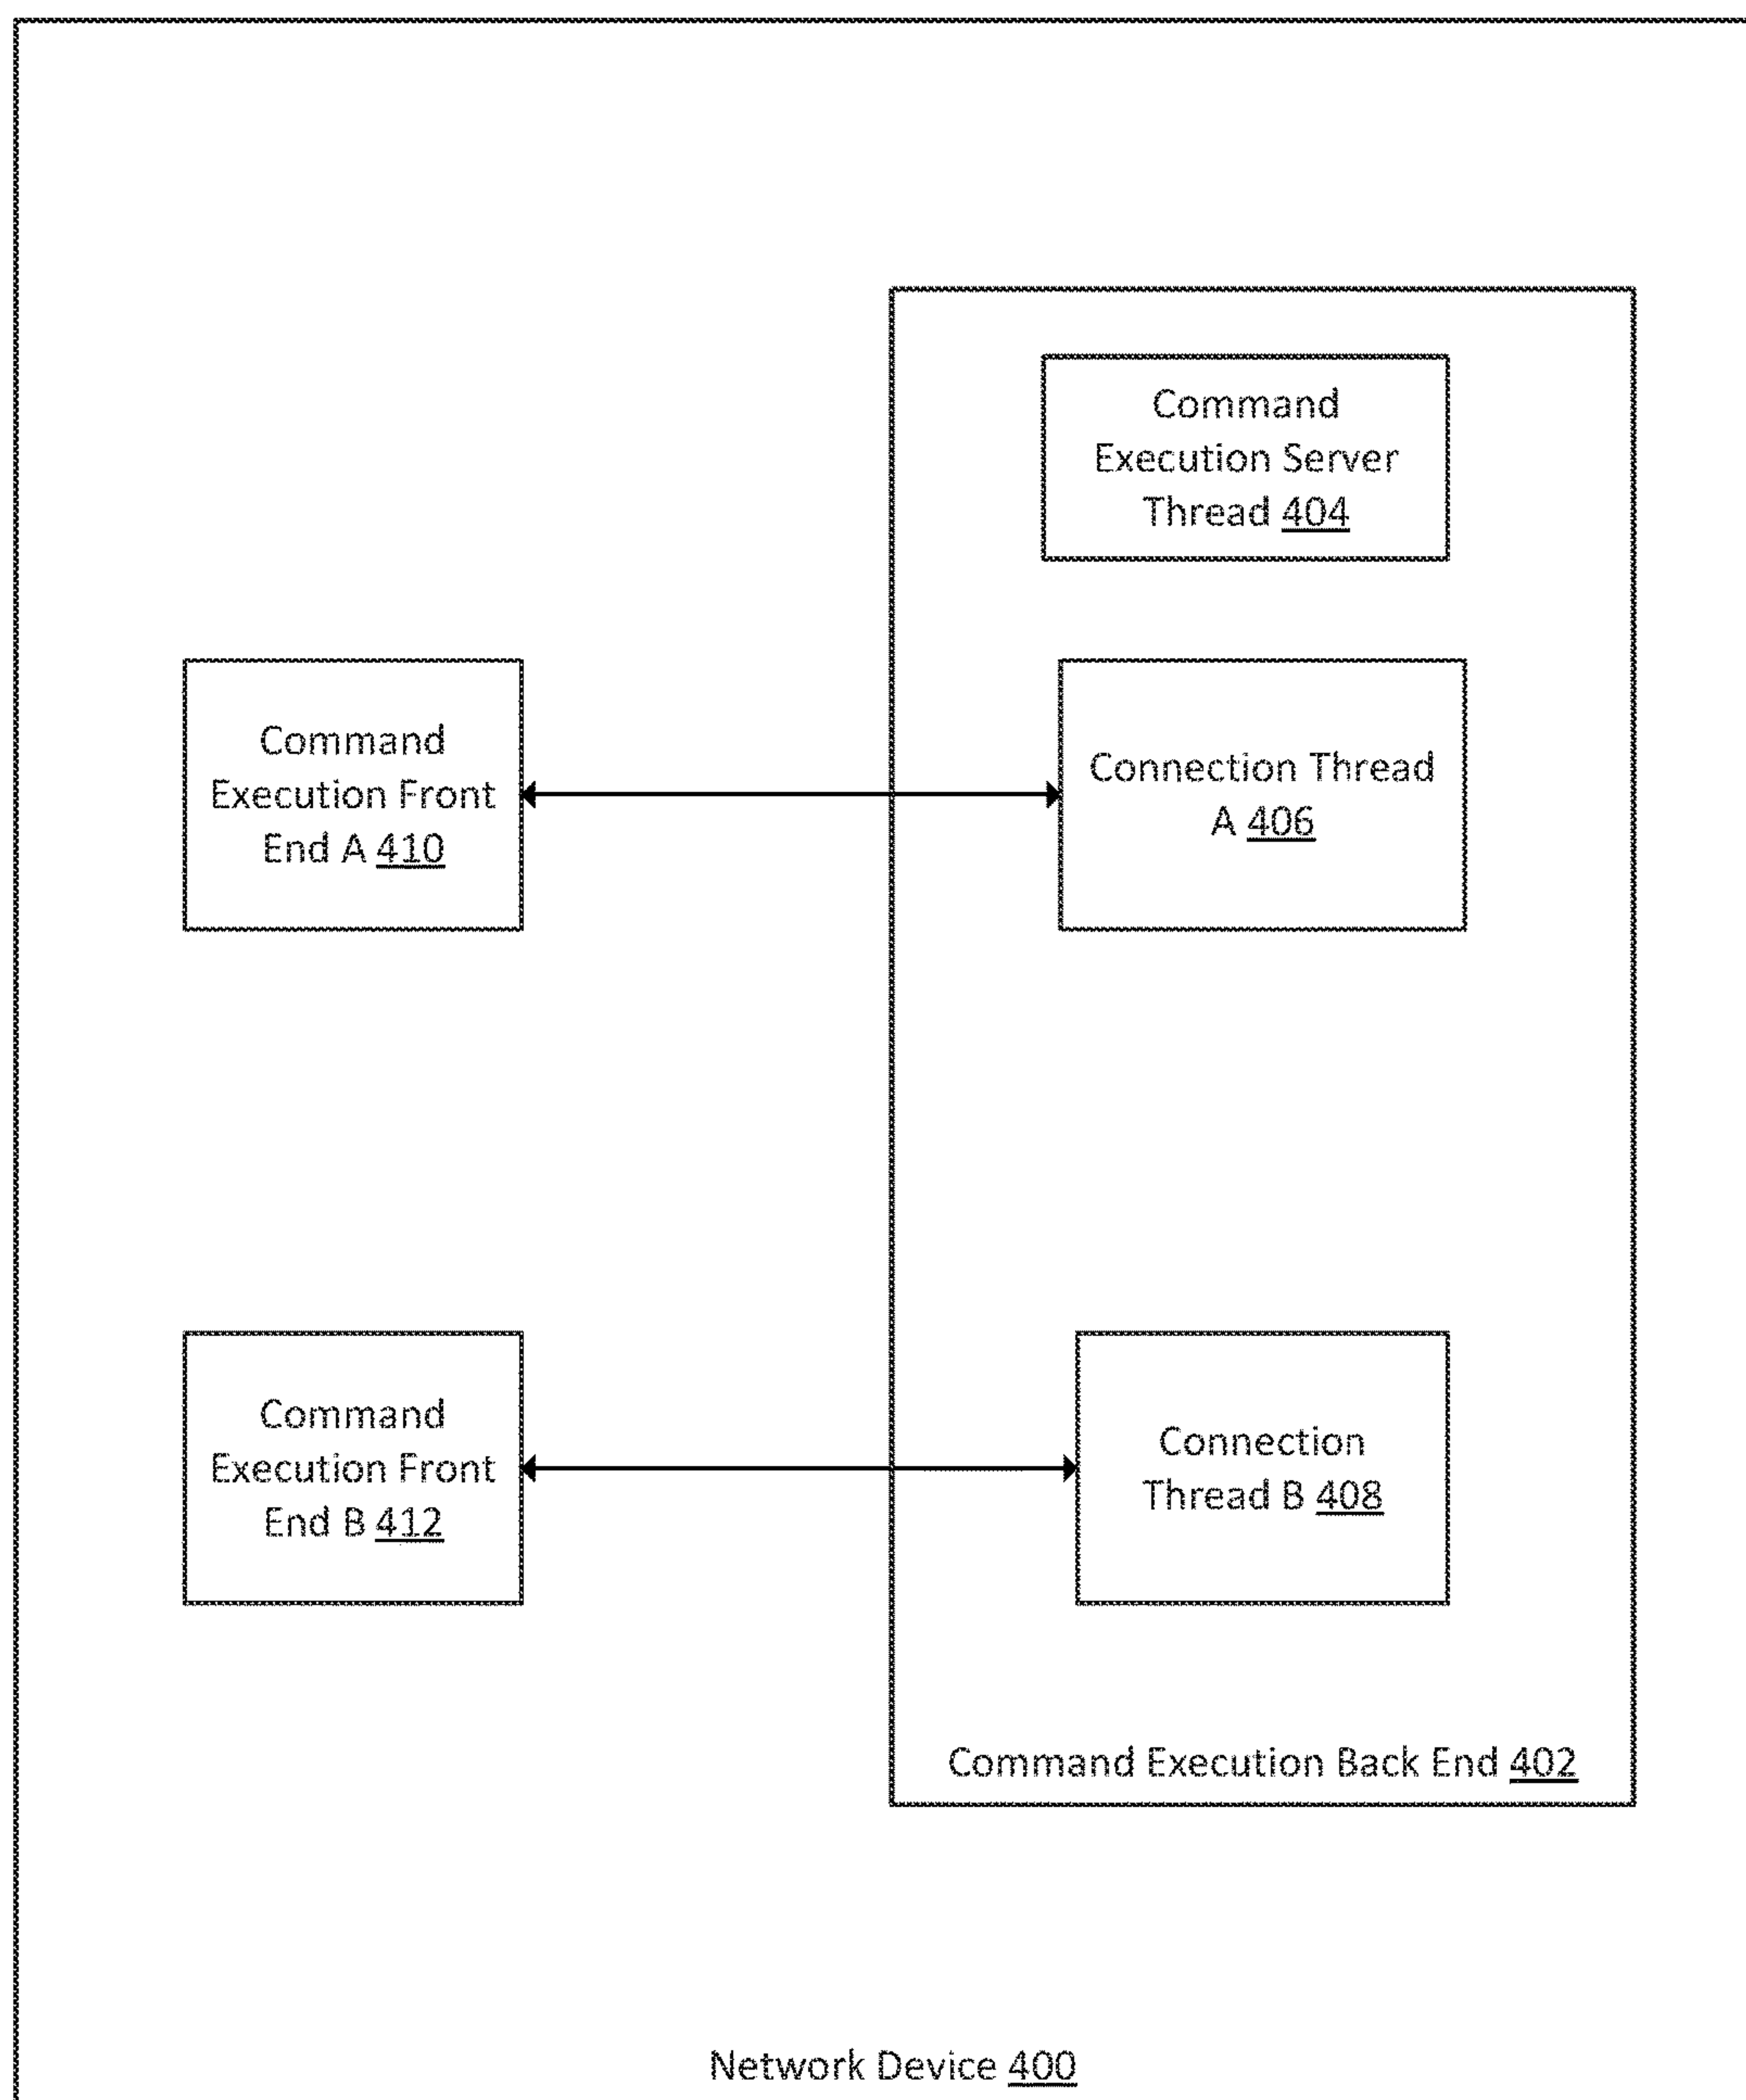 Command
Execution Server
Thread 404
Command
Execution Front
End A 410
Connection Thread
A 406
Command
Execution Front
End B 412
Connection
Thread B 408
Command Execution Back End 402
Network Device 400